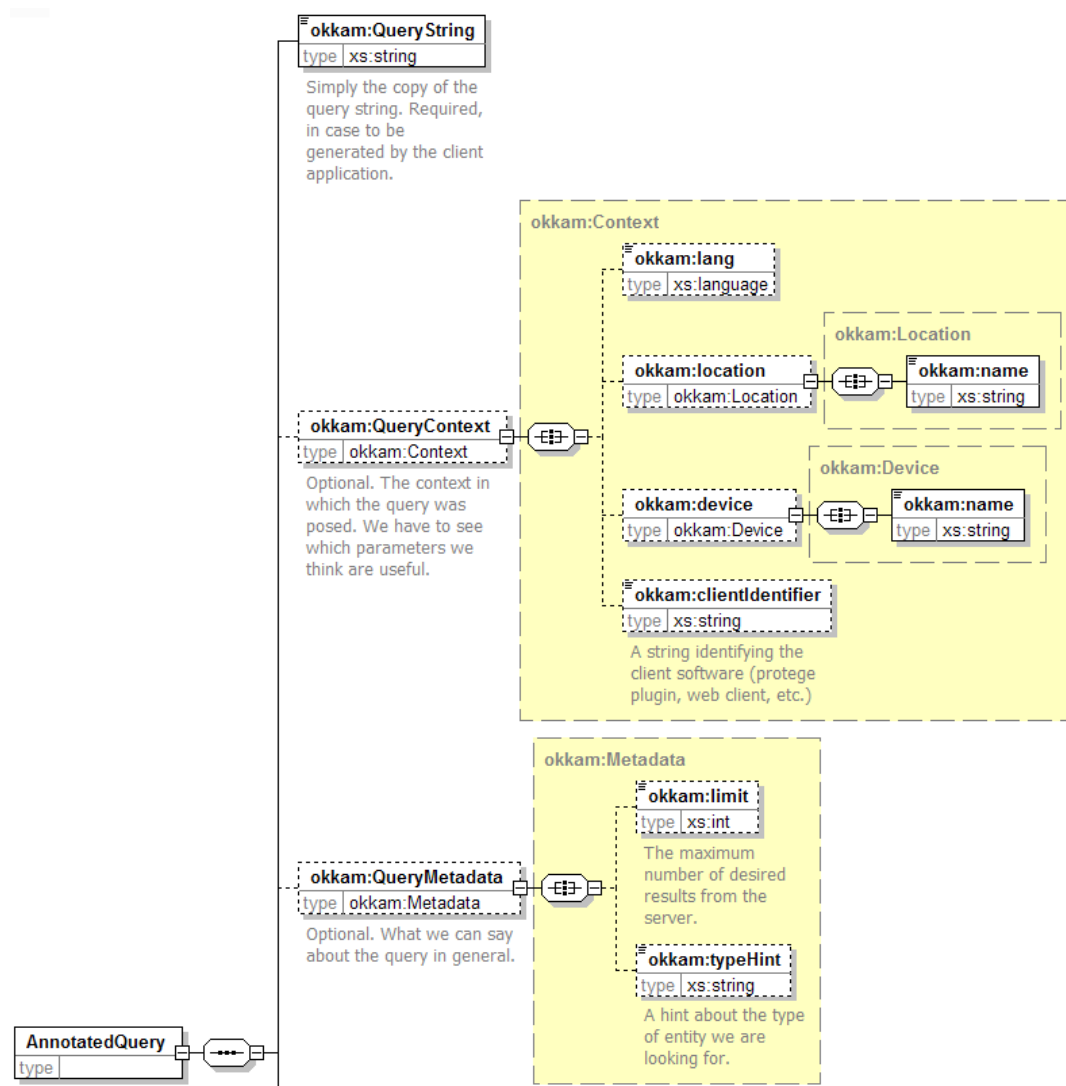 okkam:QueryString
type xs:string
Simply the copy of the
query string. Required,
in case to be
generated by the client
application.
okkam:Context
okkam:lang
type xs:language
okkam:Location
okkam:location
type okkam:Location
okkam:name
type xs:string
okkam:QueryContext
type okkam:Context
Optional. The context in
which the query was
posed. We have to see
which parameters we
think are useful.
okkam:Device
okkam:device
type okkam:Device
okkam:name
type xs:string
okkam:clientIdentifier
type xs:string
A string identifying the
client software (protege
plugin, web client, etc.)
okkam:Metadata
okkam:limit
type xs:int
The maximum
number of desired
results from the
server.
okkam:QueryMetadata
type okkam:Metadata
Optional. What we can say
about the query in general.
okkam:typeHint
type xs:string
A hint about the type
of entity we are
looking for.
AnnotatedQuery
type